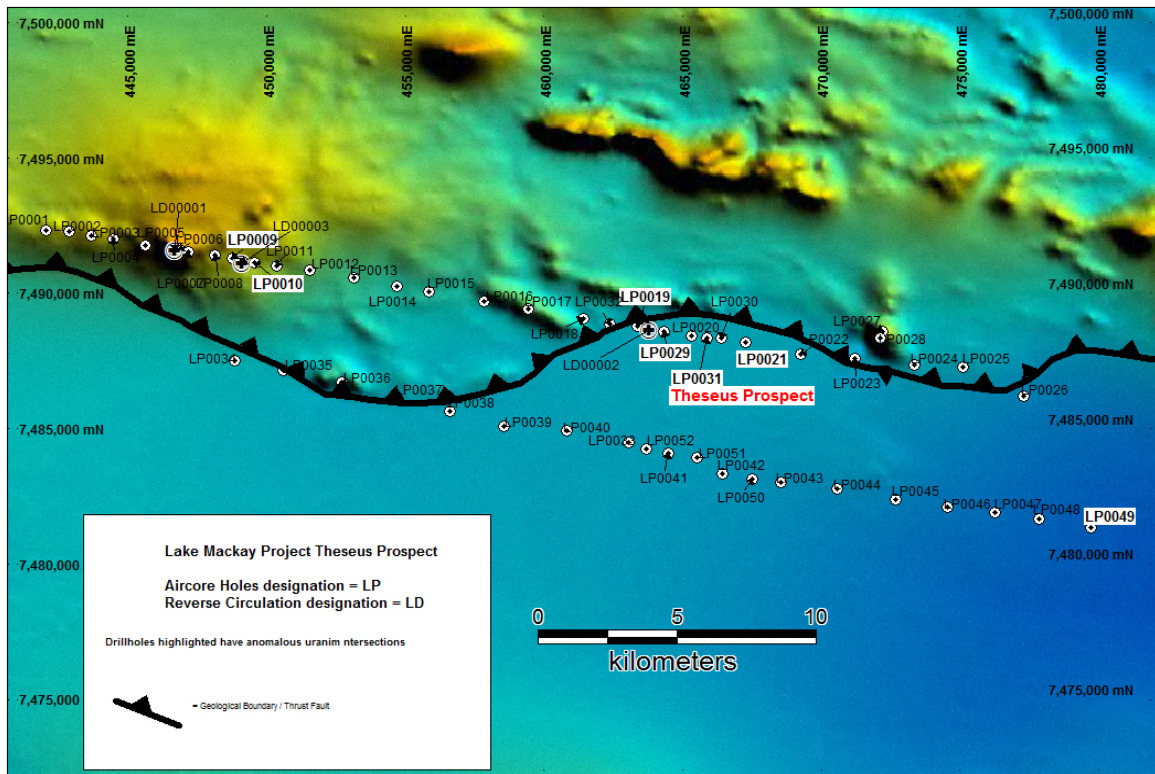 7,500,000 mN
7,500,000 mN
445,000 mE
450,000 mE
455,000 mE
460,000 mE
465,000 mE
470,000 mE
475,000 mE
480,000 mE
7,495,000 mN
7,495,000 mN
LD00001
LD00003
P0001
LP0002
LP0003
LP0005
LP0006
LP0009
LP0004
LP0007
LP0008
LP0010
LP0011
LP0012
LP0013
LP0014
LP0015
7,490,000 mN
7,490,000 mN
LP0016
LP0017
LP0032
LP0019
LP0030
LP0018
LP0020
LP0027
P0028
P0022
LP0029
LP0021
LD00002
LP0031
LP0023
LP0024
LP0025
LP0026
Theseus Prospect
LP0034
LP0035
LP0036
P0037
LP0038
7,485,000 mN
7,485,000 mN
LP0039
LP0040
LP0052
LP0041
LP0051
LP0042
LP0050
LP0043
LP0044
LP0045
LP0046
LP0047
LP0048
LP0049
7,480,000 mN
7,480,000 mN
Lake Mackay Project Theseus Prospect
Aircore Holes designation = LP
Reverse Circulation designation = LD
Drillholes highlighted have anomalous uranim ntersections
= Geological Boundary / Thrust Fault
0 5 10
kilometers
7,475,000 mN
7,475,000 mN